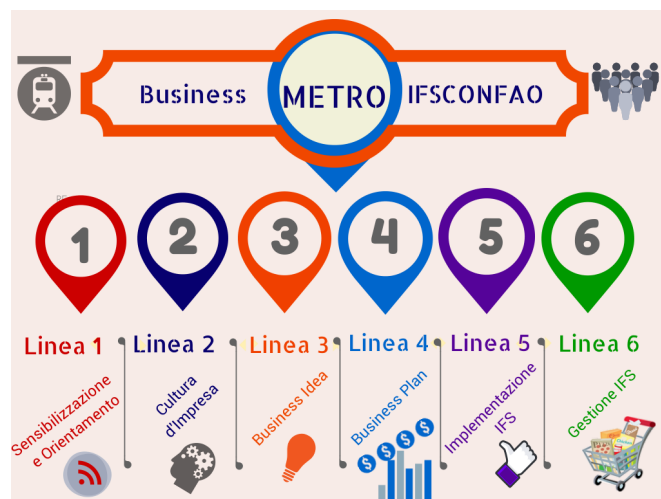 Business METRO IFSCONFAO
1 2 3 4 5 6
Linea 1 Linea 2 Linea 3 Linea 4 Linea 5 Linea 6
Sensibilizzazione
e Orientamento
Cultura
d'Impresa
Business Idea
Business Plan
$ $ $ $
Implementazione
IFS
Gestione IFS